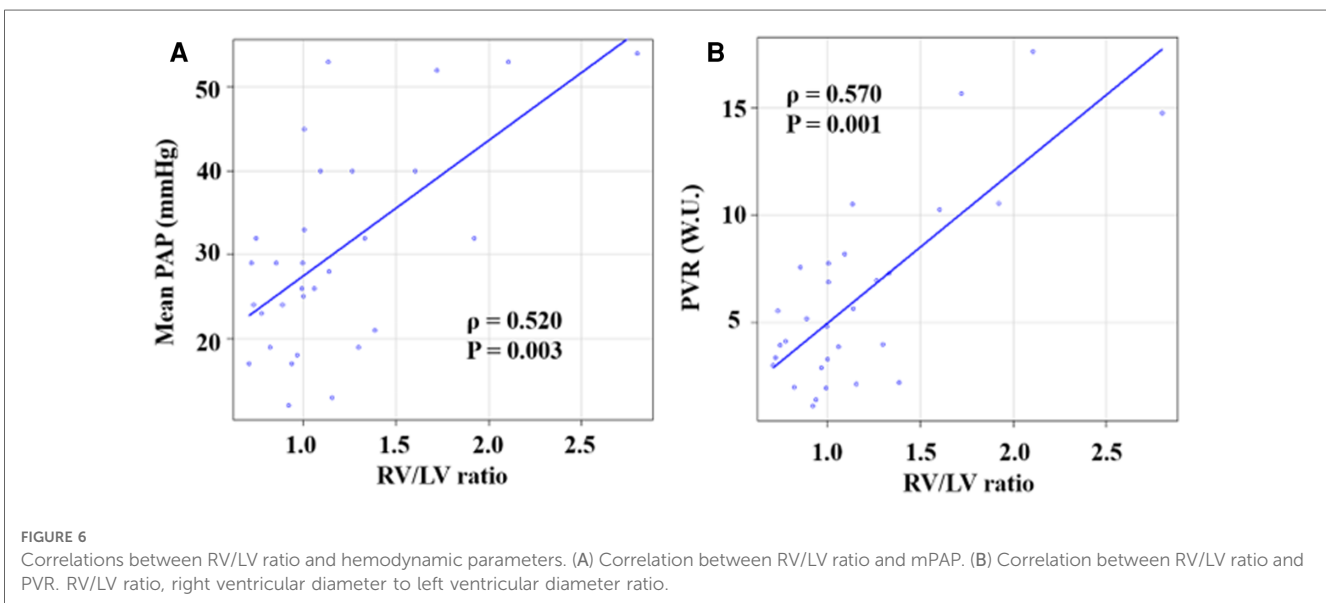 A
Mean PAP (mmHg)
50
40
30
20
ρ = 0.520
P = 0.003
1.0 1.5 2.0 2.5
RV/LV ratio
B
PVR (W.U.)
15
10
5
ρ = 0.570
P = 0.001
1.0 1.5 2.0 2.5
RV/LV ratio
FIGURE 6
Correlations between RV/LV ratio and hemodynamic parameters. (A) Correlation between RV/LV ratio and mPAP. (B) Correlation between RV/LV ratio and
PVR. RV/LV ratio, right ventricular diameter to left ventricular diameter ratio.